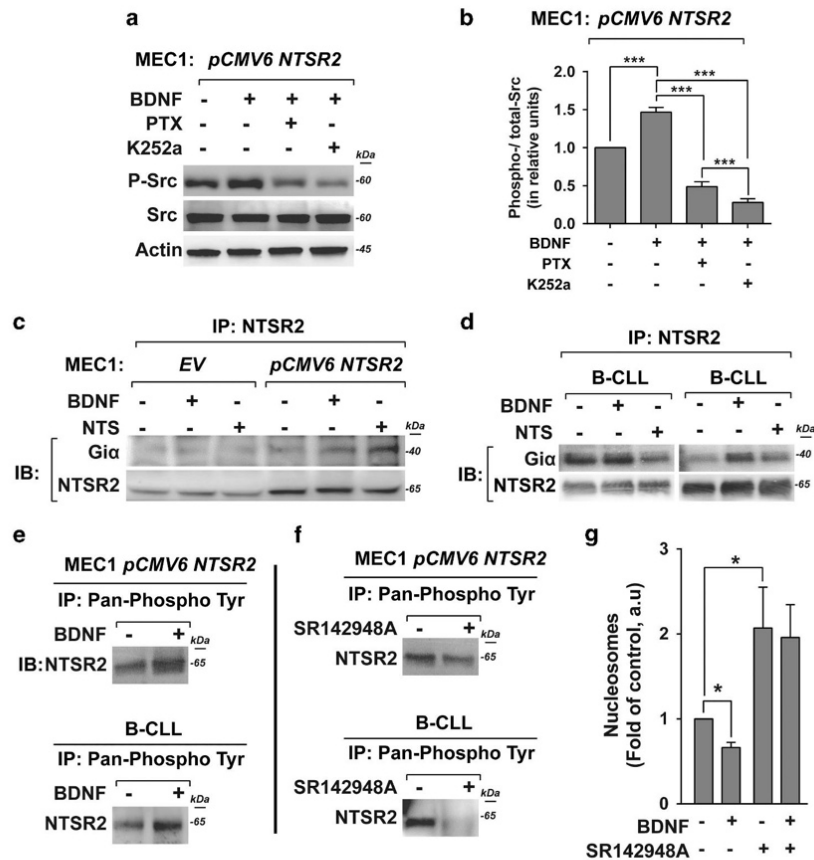 a
MEC1: pCMV6 NTSR2
BDNF - + + +
PTX - - + -
K252a - - - +
kDa
P-Src -60
Src -60
Actin -45
b
MEC1: pCMV6 NTSR2
***
***
***
***
2.0
1.5
1.0
0.5
0.0
Phospho-/ total-Src
(in relative units)
BDNF - + + +
PTX - - + -
K252a - - - +
c
IP: NTSR2
MEC1: EV pCMV6 NTSR2
BDNF - + - - + -
NTS - - + - - + kDa
IB: Giα -40
NTSR2 -65
d
IP: NTSR2
B-CLL B-CLL
BDNF - + - - + -
NTS - - + - - + kDa
IB: Giα -40
NTSR2 -65
e
MEC1 pCMV6 NTSR2
IP: Pan-Phospho Tyr
BDNF - + kDa
IB:NTSR2 -65
B-CLL
IP: Pan-Phospho Tyr
BDNF - + kDa
NTSR2 -65
f
MEC1 pCMV6 NTSR2
IP: Pan-Phospho Tyr
SR142948A - + kDa
NTSR2 -65
B-CLL
IP: Pan-Phospho Tyr
SR142948A - + kDa
NTSR2 -65
g
3
2
1
0
Nucleosomes
(Fold of control, a.u)
*
*
BDNF - + - +
SR142948A - - + +